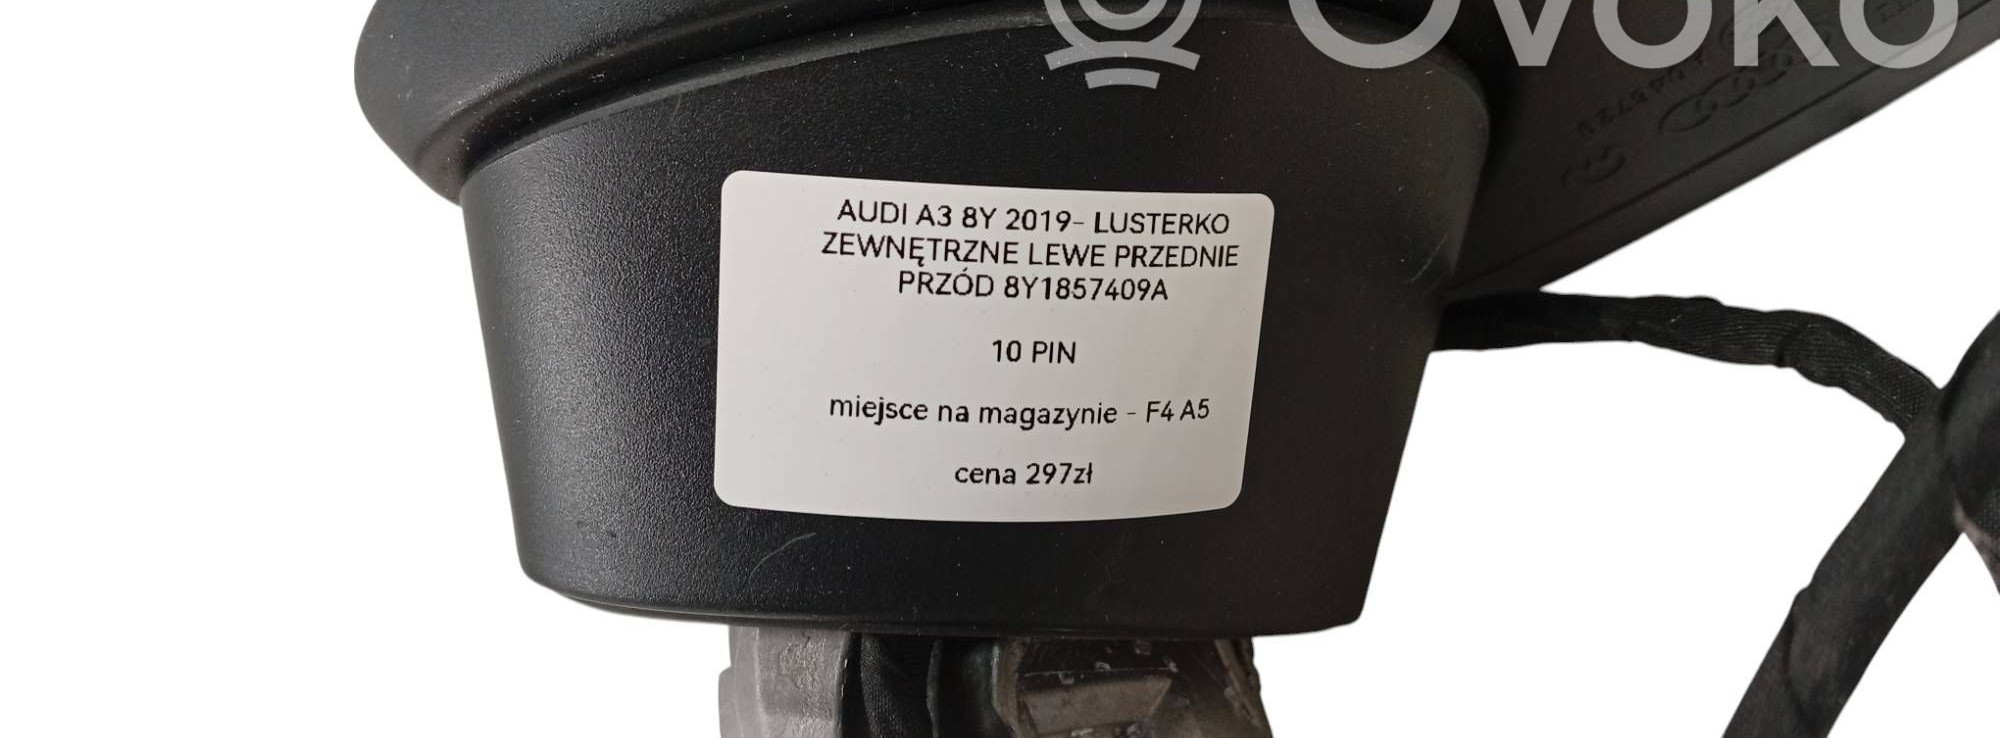 OVOKO
AUDI A3 8Y 2019- LUSTERKO
ZEWNĘTRZNE LEWE PRZEDNIE
PRZÓD 8Y1857409A
10 PIN
miejsce na magazynie - F4 A5
cena 297zł